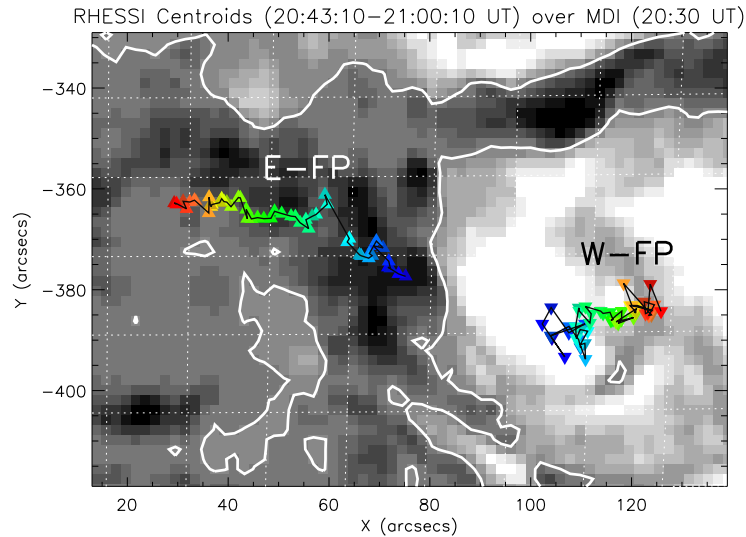 RHESSI Centroids (20:43:10−21:00:10 UT) over MDI (20:30 UT)
−340
E−FP
−360
W−FP
Y (arcsecs)
−380
−400
20 40 60 80 100 120
X (arcsecs)